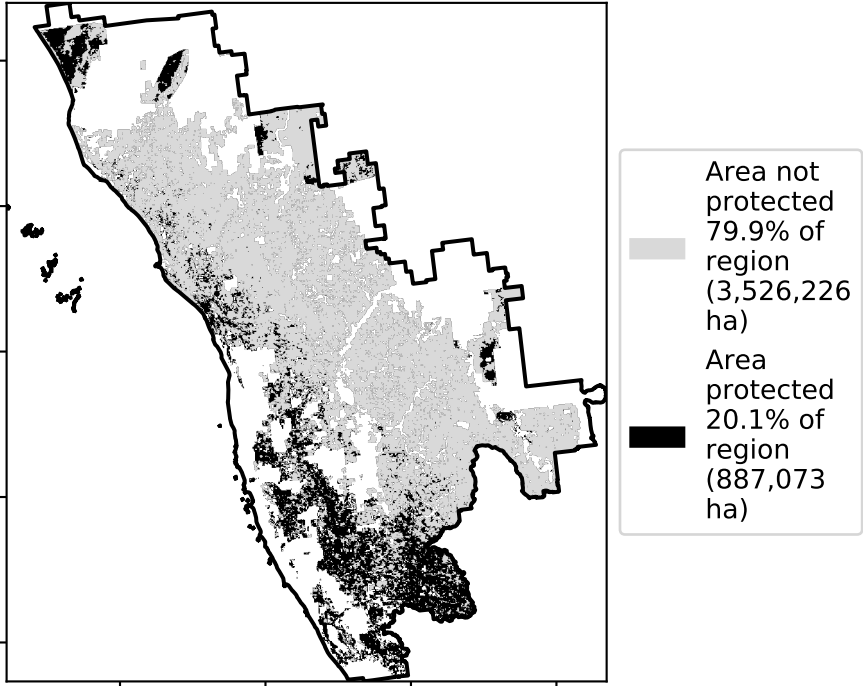 Area not
protected
79.9% of
region
(3,526,226
ha)
Area
protected
20.1% of
region
(887,073
ha)